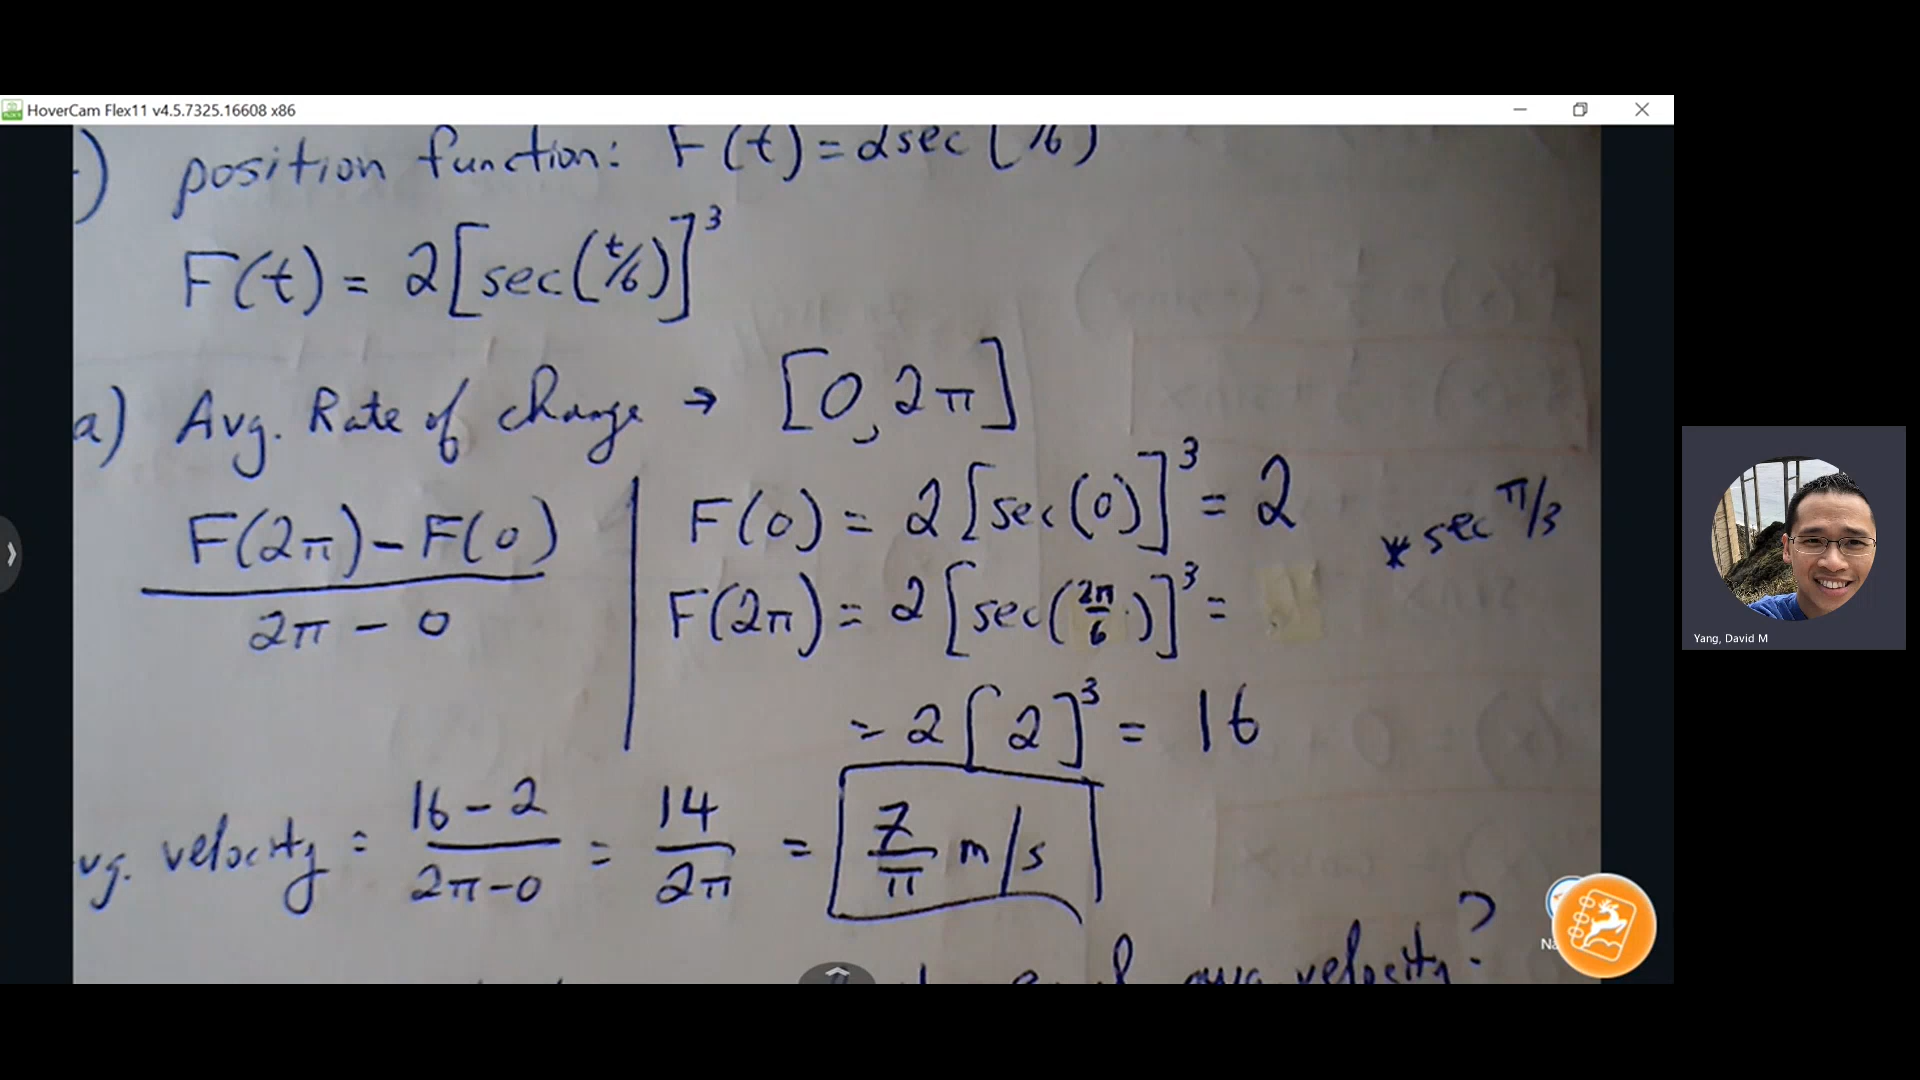 HoverCam Flex11 v4.5.7325.16608 x86
position function: F(t) = 2sec ( /6)
F(t) = 2[sec(t/6)]³
a) Avg. Rate of change → [0, 2π]
F(2π) - F(0)
2π - 0
F(0) = 2[sec(0)]³ = 2
* sec π/3
F(2π) = 2[sec(2π/6)]³ =
= 2[2]³ = 16
vg. velocity = 16 - 2 / 2π - 0 = 14 / 2π = 7/π m/s
avg. velocity?
Yang, David M